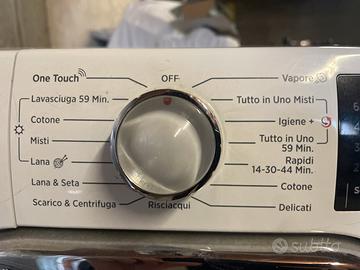 One Touch
OFF
Vapore
Lavasciuga 59 Min.
Tutto in Uno Misti
Cotone
Igiene +
Misti
Tutto in Uno
59 Min.
Lana
Rapidi
14-30-44 Min.
Lana & Seta
Cotone
Scarico & Centrifuga
Risciacqui
Delicati
subito